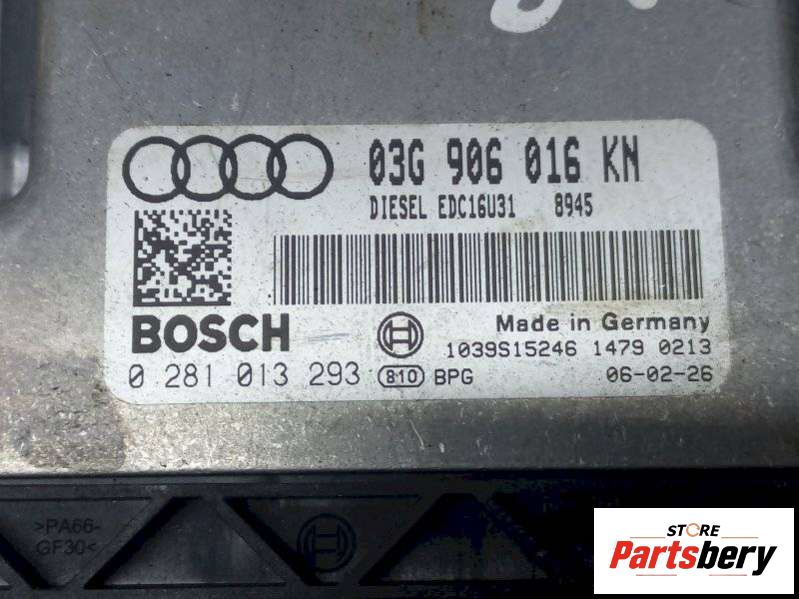 03G 906 016 KN
DIESEL EDC16U31 8945
BOSCH
Made in Germany
1039S15246 1479 0213
0 281 013 293 810 BPG 06-02-26
>PA66-
GF30<
STORE
Partsbery